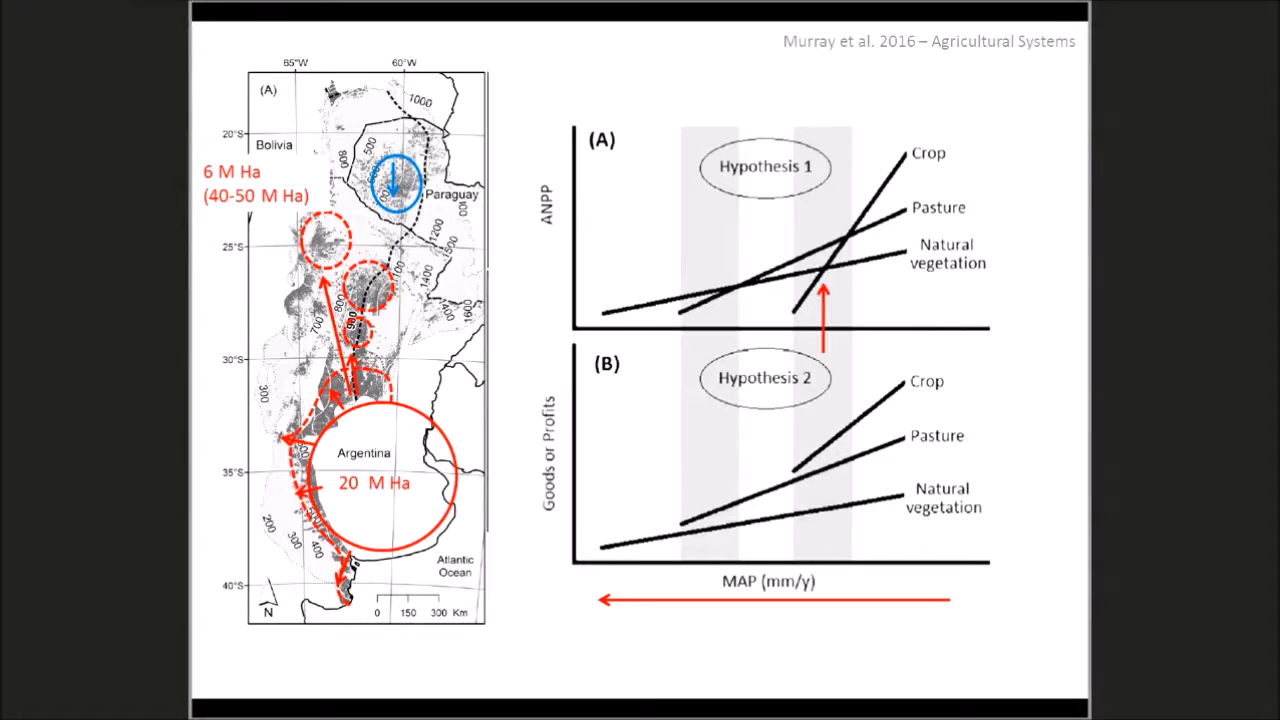 Murray et al. 2016 – Agricultural Systems
65°W
60°W
(A)
1000
20°S
Bolivia
800
500
6 M Ha
(40-50 M Ha)
Paraguay
25°S
1200
1500
1400
800
700
900
1400
1600
30°S
300
Argentina
20 M Ha
35°S
200
300
400
Atlantic
Ocean
40°S
N
0 150 300 Km
(A)
Hypothesis 1
ANPP
Crop
Pasture
Natural
vegetation
(B)
Hypothesis 2
Goods or Profits
Crop
Pasture
Natural
vegetation
MAP (mm/y)